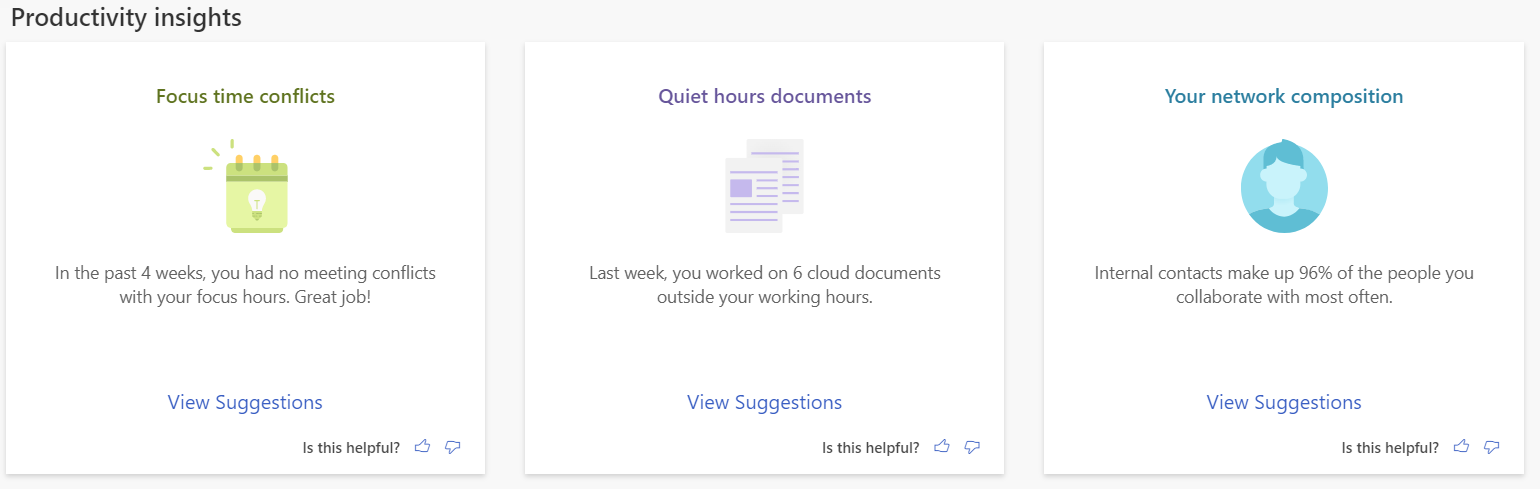 Productivity insights
Focus time conflicts
In the past 4 weeks, you had no meeting conflicts
with your focus hours. Great job!
View Suggestions
Is this helpful?
Quiet hours documents
Last week, you worked on 6 cloud documents
outside your working hours.
View Suggestions
Is this helpful?
Your network composition
Internal contacts make up 96% of the people you
collaborate with most often.
View Suggestions
Is this helpful?